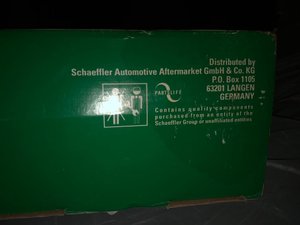 Distributed by
Schaeffler Automotive Aftermarket GmbH & Co. KG
P.O. Box 1105
63201 LANGEN
GERMANY
PARTSLIFE
Contains quality components
purchased from an entity of the
Schaeffler Group or unaffiliated entities